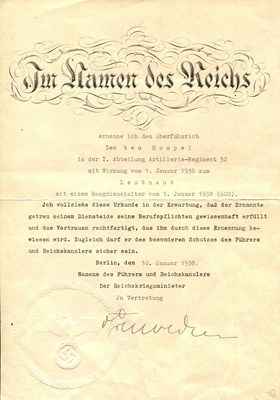 Im Namen des Reichs
ernenne ich den Oberfähnrich
Leo ten Hompel
in der I. Abteilung Artillerie-Regiment 52
mit Wirkung vom 1. Januar 1938 zum
Leutnant
mit einem Rangdienstalter vom 1. Januar 1938 (600).
Ich vollziehe diese Urkunde in der Erwartung, daß der Ernannte
getreu seinem Diensteide seine Berufspflichten gewissenhaft erfüllt
und das Vertrauen rechtfertigt, das ihm durch diese Ernennung be-
wiesen wird. Zugleich darf er des besonderen Schutzes des Führers
und Reichskanzlers sicher sein.
Berlin, den 10. Januar 1938.
Namens des Führers und Reichskanzlers
Der Reichskriegsminister
In Vertretung